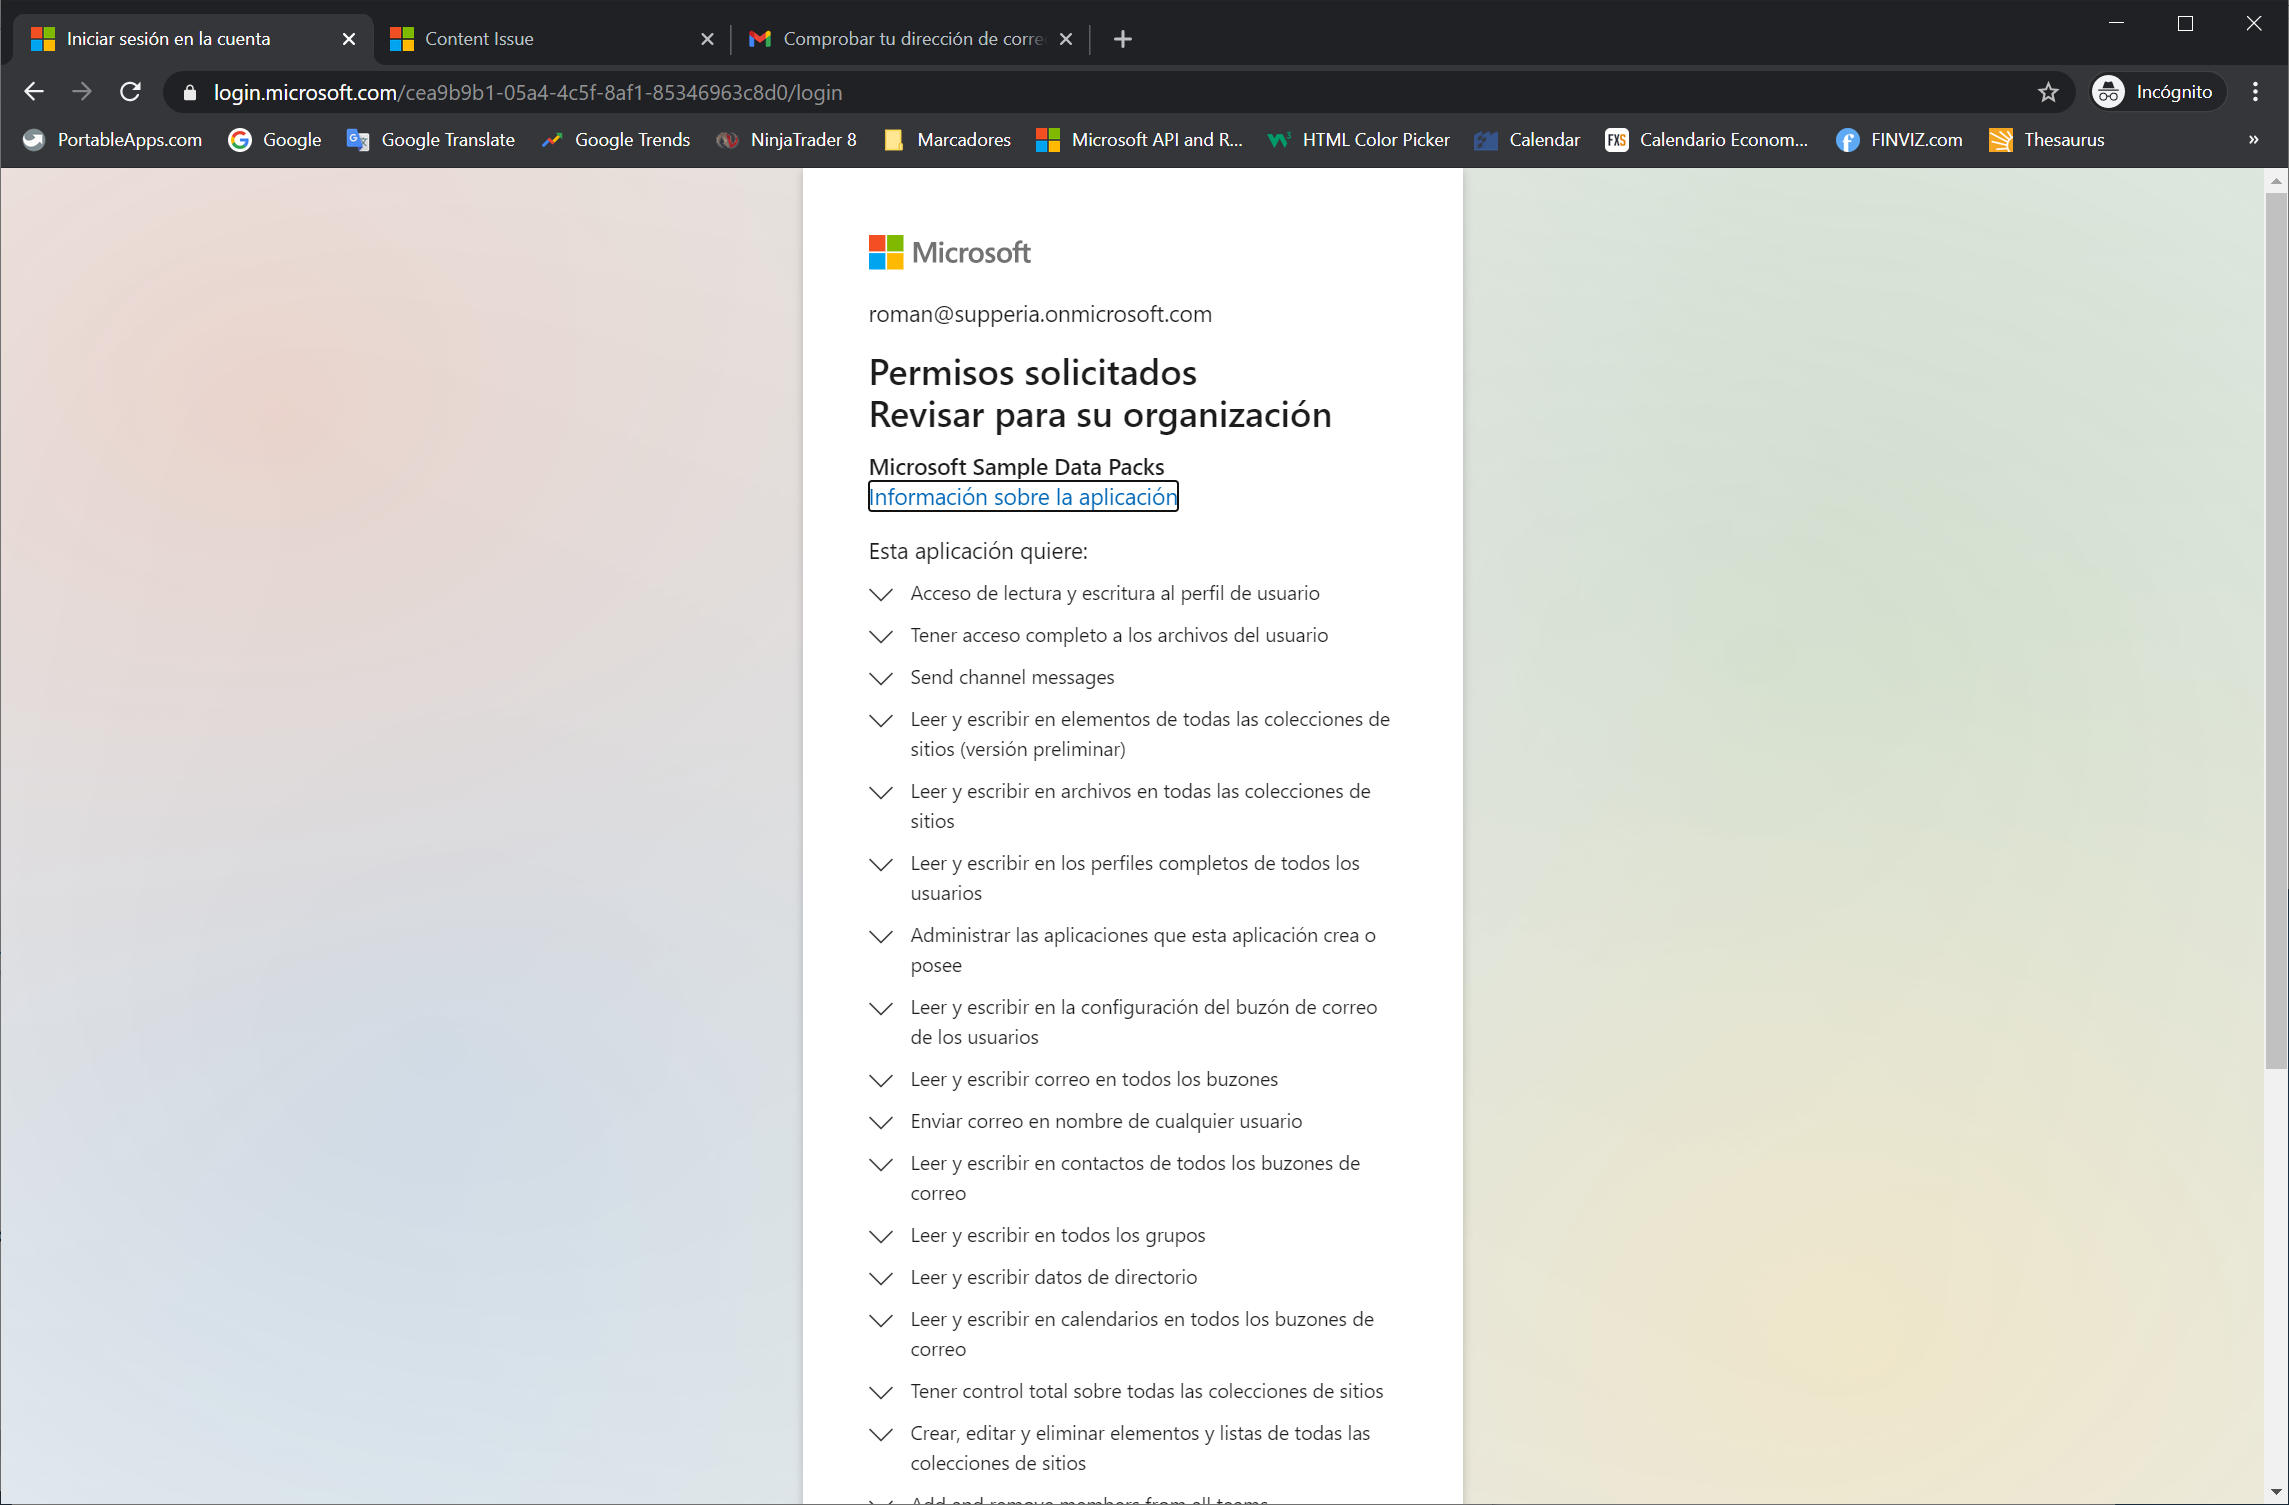 Iniciar sesión en la cuenta
Content Issue
Comprobar tu dirección de corre
login.microsoft.com/cea9b9b1-05a4-4c5f-8af1-85346963c8d0/login
Incógnito
PortableApps.com
Google
Google Translate
Google Trends
NinjaTrader 8
Marcadores
Microsoft API and R...
HTML Color Picker
Calendar
FXS
Calendario Econom...
FINVIZ.com
Thesaurus
»
Microsoft
roman@supperia.onmicrosoft.com
Permisos solicitados
Revisar para su organización
Microsoft Sample Data Packs
Información sobre la aplicación
Esta aplicación quiere:
Acceso de lectura y escritura al perfil de usuario
Tener acceso completo a los archivos del usuario
Send channel messages
Leer y escribir en elementos de todas las colecciones de
sitios (versión preliminar)
Leer y escribir en archivos en todas las colecciones de
sitios
Leer y escribir en los perfiles completos de todos los
usuarios
Administrar las aplicaciones que esta aplicación crea o
posee
Leer y escribir en la configuración del buzón de correo
de los usuarios
Leer y escribir correo en todos los buzones
Enviar correo en nombre de cualquier usuario
Leer y escribir en contactos de todos los buzones de
correo
Leer y escribir en todos los grupos
Leer y escribir datos de directorio
Leer y escribir en calendarios en todos los buzones de
correo
Tener control total sobre todas las colecciones de sitios
Crear, editar y eliminar elementos y listas de todas las
colecciones de sitios
Add and remove members from all teams